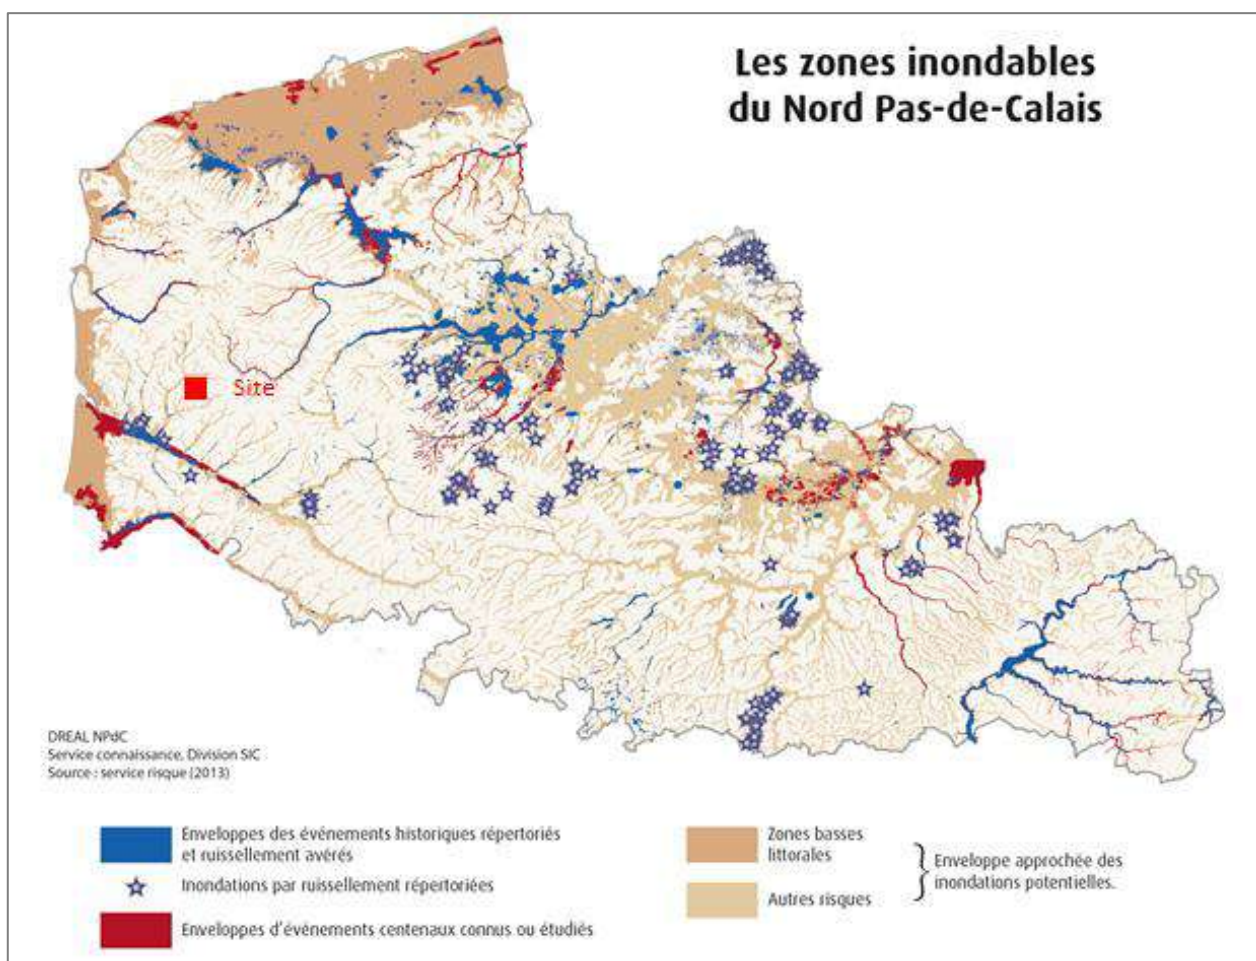 Les zones inondables
du Nord Pas-de-Calais
Site
DREAL NPdC
Service connaissance, Division SIC
Source : service risque (2013)
Enveloppes des événements historiques répertoriés
et ruissellement avérés
Inondations par ruissellement répertoriées
Enveloppes d'événements centenaux connus ou étudiés
Zones basses
littorales
Autres risques
Enveloppe approchée des
inondations potentielles.